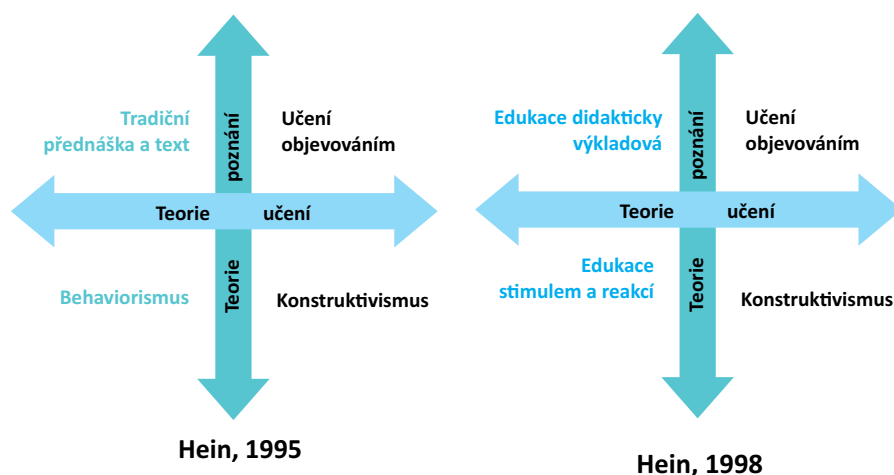 Tradiční
přednáška a text
poznání
Učení
objevováním
Teorie učení
Behaviorismus
Teorie
Konstruktivismus
Hein, 1995
Edukace didakticky
výkladová
poznání
Učení
objevováním
Teorie učení
Edukace
stimulem a reakcí
Teorie
Konstruktivismus
Hein, 1998